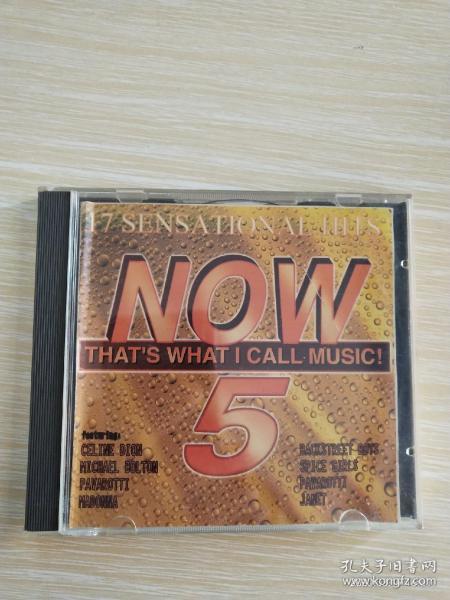 17 SENSATIONAL HITS
NOW
THAT'S WHAT I CALL MUSIC!
5
featuring:
CELINE DION
MICHAEL BOLTON
PAVAROTTI
MADONNA
BACKSTREET BOYS
SPICE GIRLS
PAVAROTTI
JANET
孔夫子旧书网
www.kongfz.com